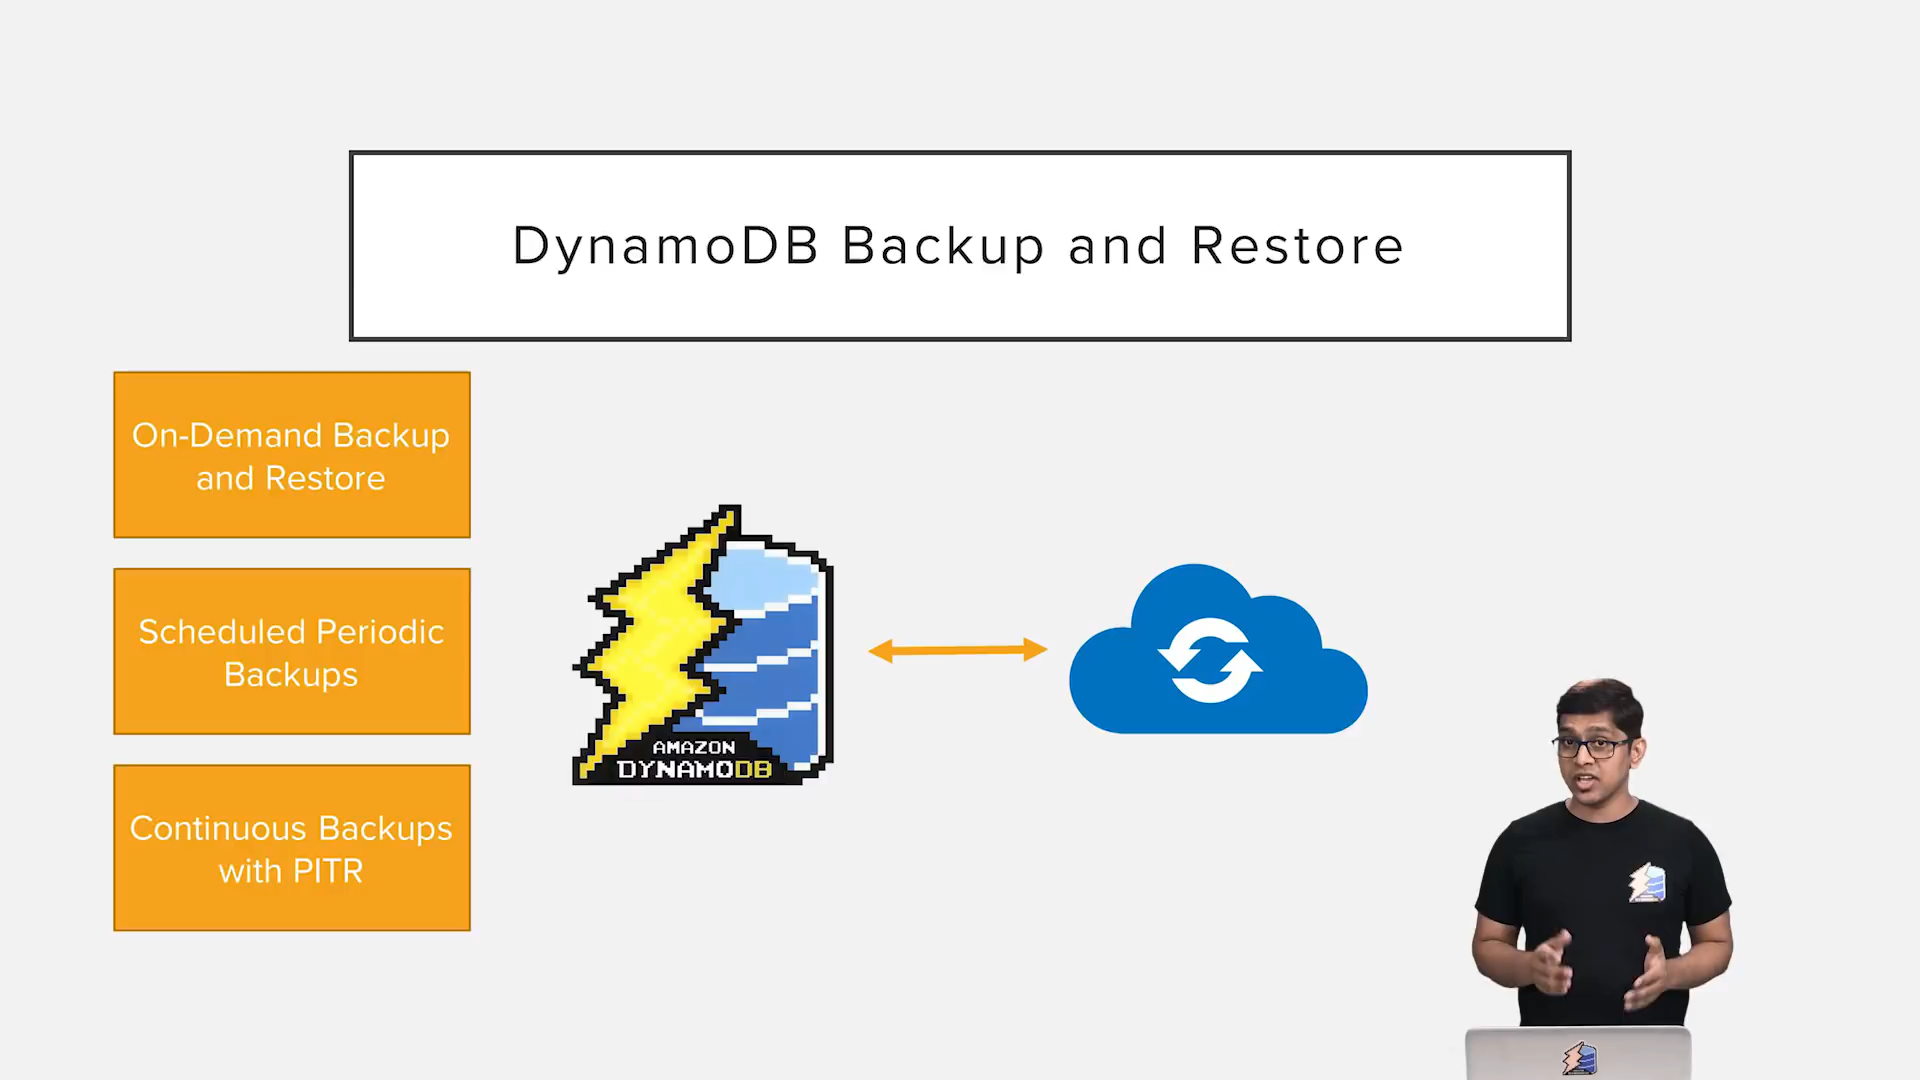 DynamoDB Backup and Restore
On-Demand Backup
and Restore
Scheduled Periodic
Backups
Continuous Backups
with PITR
AMAZON
DYNAMODB